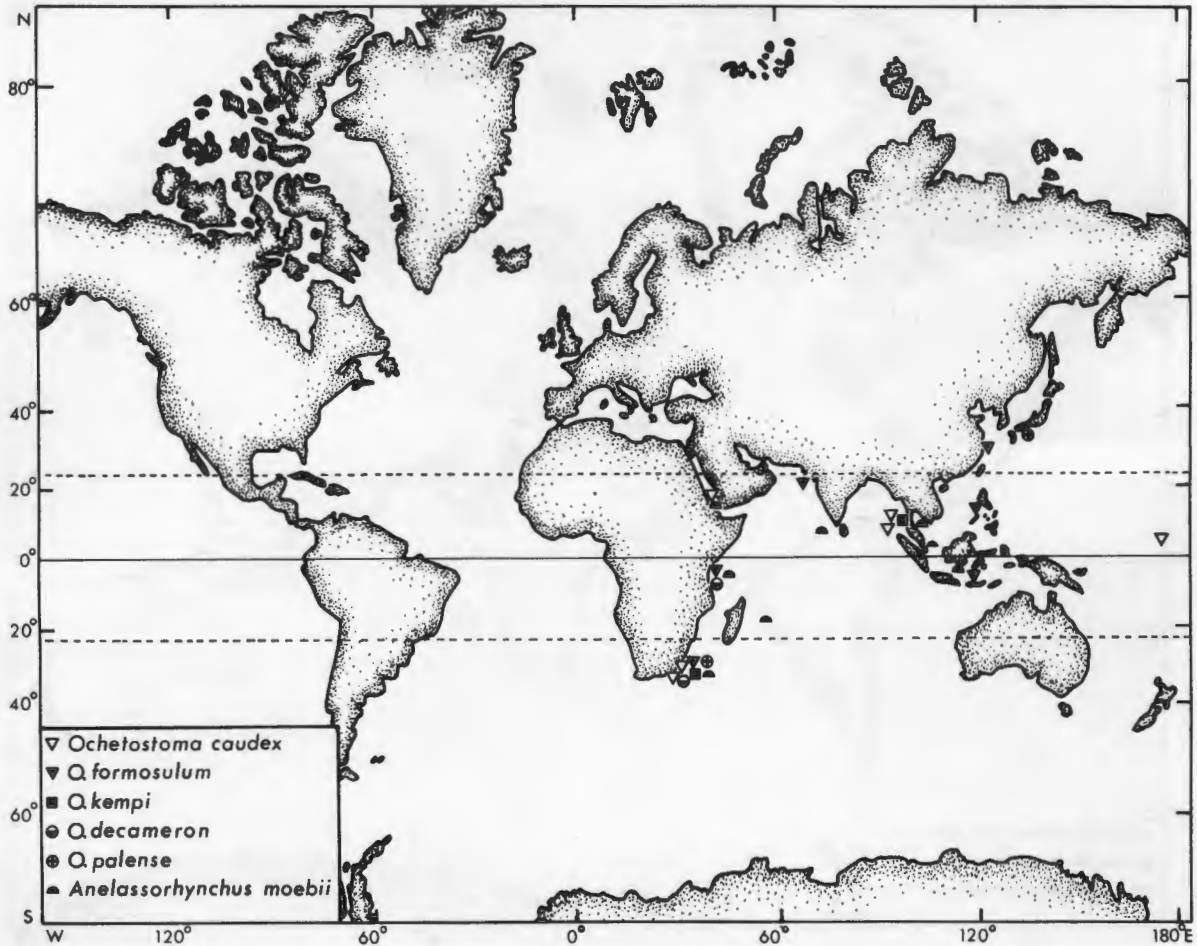 N
80°
60°
40°
20°
0°
20°
40°
60°
S
W 120° 60° 0° 60° 120° 180°E
Ochetostoma caudex
O. formosulum
O. kempi
O. decameron
O. palense
Anelassorhynchus moebii